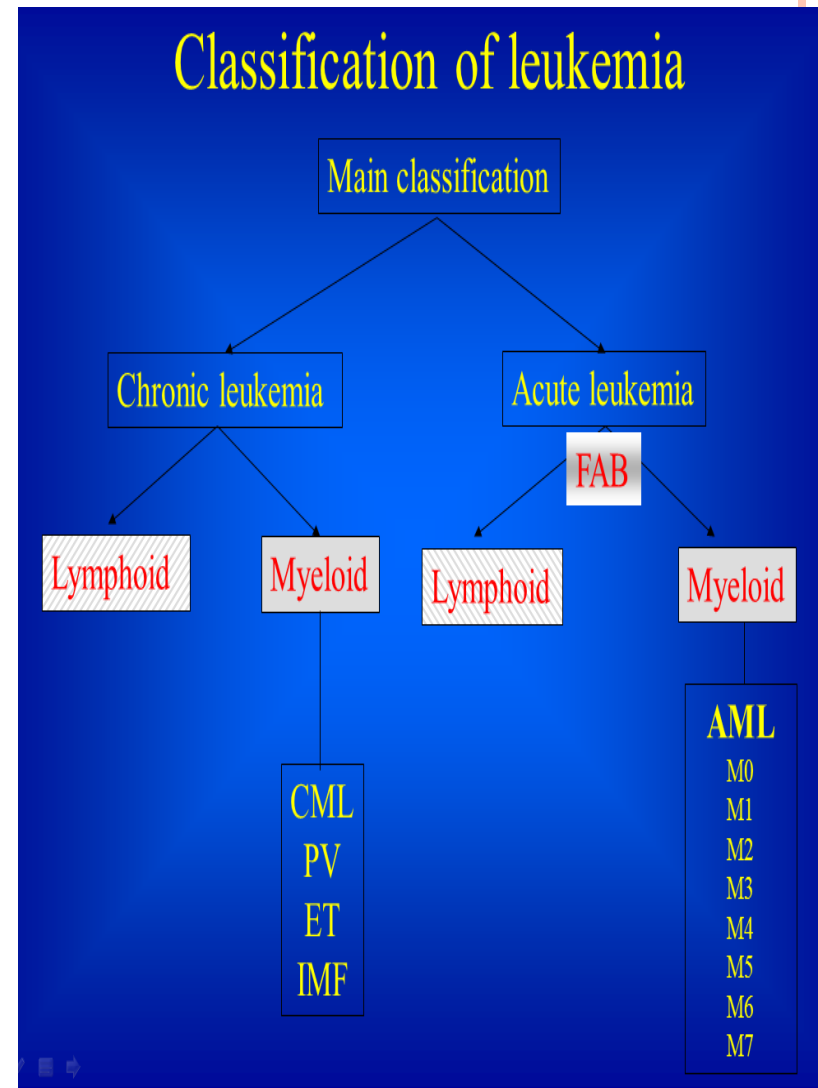 Classification of leukemia
Main classification
Chronic leukemia
Acute leukemia
FAB
Lymphoid
Myeloid
Lymphoid
Myeloid
CML
PV
ET
IMF
AML
M0
M1
M2
M3
M4
M5
M6
M7